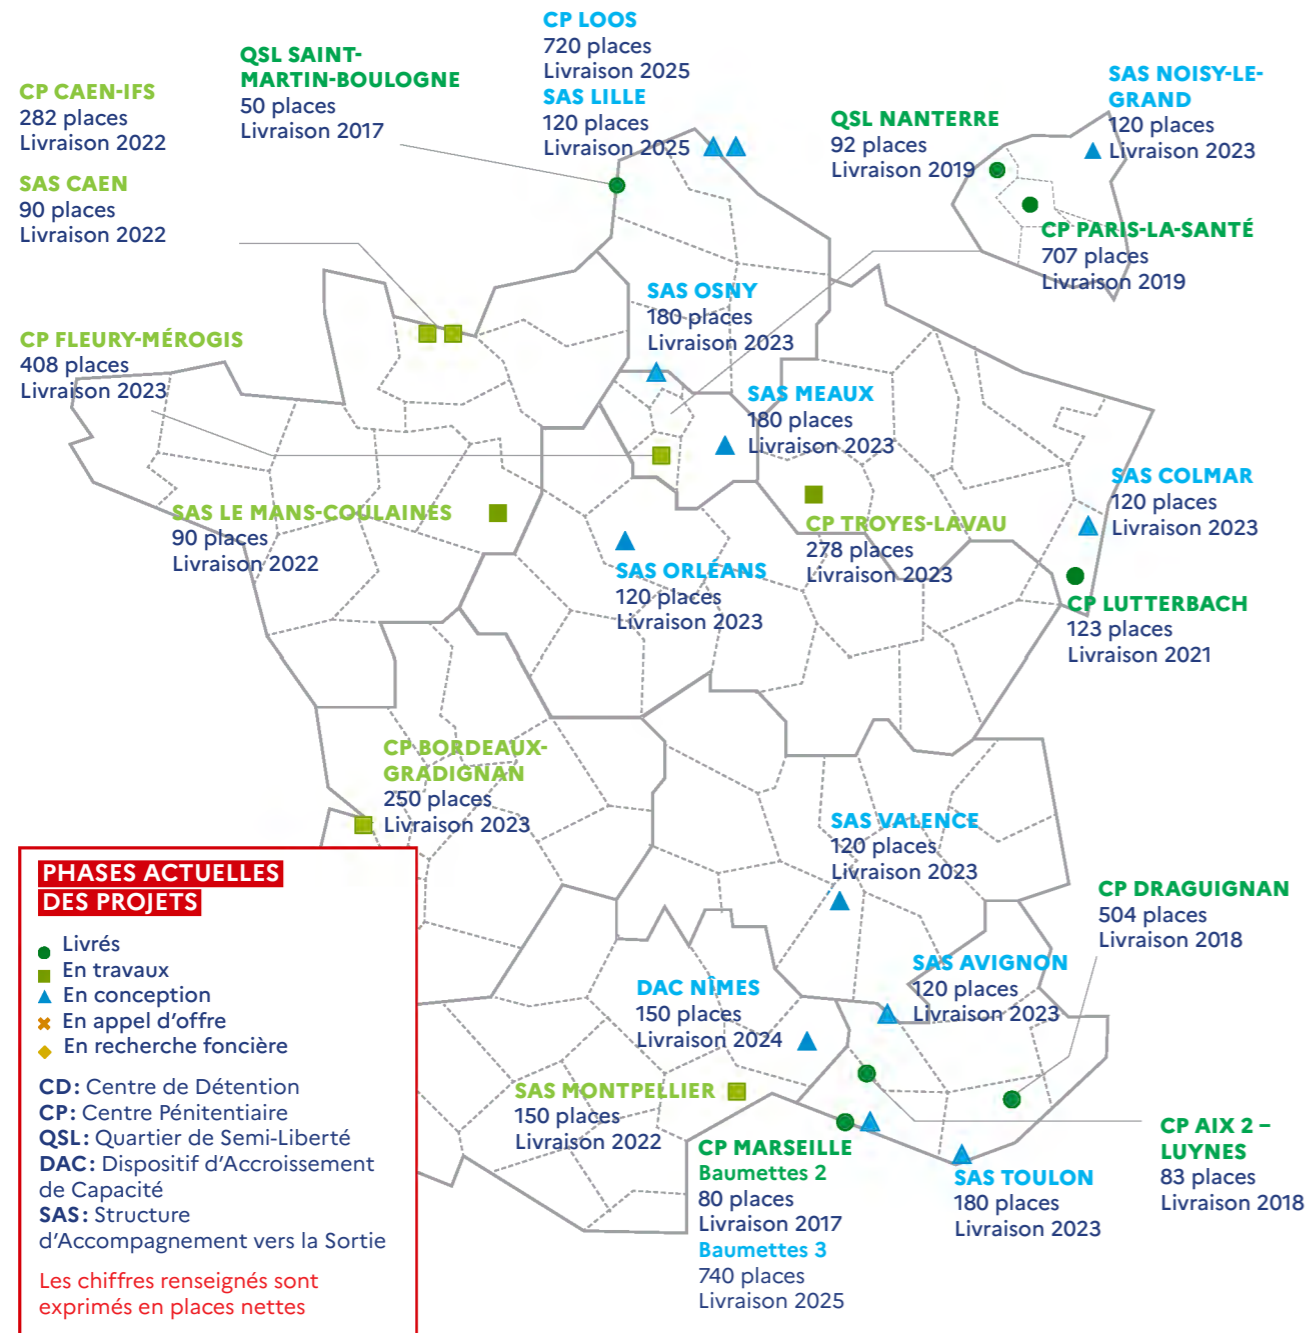 CP CAEN-IFS
282 places
Livraison 2022
SAS CAEN
90 places
Livraison 2022
QSL SAINT-
MARTIN-BOULOGNE
50 places
Livraison 2017
CP LOOS
720 places
Livraison 2025
SAS LILLE
120 places
Livraison 2025
QSL NANTERRE
92 places
Livraison 2019
SAS NOISY-LE-
GRAND
120 places
Livraison 2023
CP PARIS-LA-SANTÉ
707 places
Livraison 2019
CP FLEURY-MÉROGIS
408 places
Livraison 2023
SAS OSNY
180 places
Livraison 2023
SAS MEAUX
180 places
Livraison 2023
SAS LE MANS-COULAINES
90 places
Livraison 2022
SAS ORLÉANS
120 places
Livraison 2023
CP TROYES-LAVAU
278 places
Livraison 2023
SAS COLMAR
120 places
Livraison 2023
CP LUTTERBACH
123 places
Livraison 2021
CP BORDEAUX-
GRADIGNAN
250 places
Livraison 2023
SAS VALENCE
120 places
Livraison 2023
CP DRAGUIGNAN
504 places
Livraison 2018
SAS AVIGNON
120 places
Livraison 2023
DAC NÎMES
150 places
Livraison 2024
SAS MONTPELLIER
150 places
Livraison 2022
CP MARSEILLE
Baumettes 2
80 places
Livraison 2017
Baumettes 3
740 places
Livraison 2025
SAS TOULON
180 places
Livraison 2023
CP AIX 2 –
LUYNES
83 places
Livraison 2018
PHASES ACTUELLES
DES PROJETS
Livrés
En travaux
En conception
En appel d'offre
En recherche foncière
CD : Centre de Détention
CP : Centre Pénitentiaire
QSL : Quartier de Semi-Liberté
DAC : Dispositif d'Accroissement
de Capacité
SAS : Structure
d'Accompagnement vers la Sortie
Les chiffres renseignés sont
exprimés en places nettes